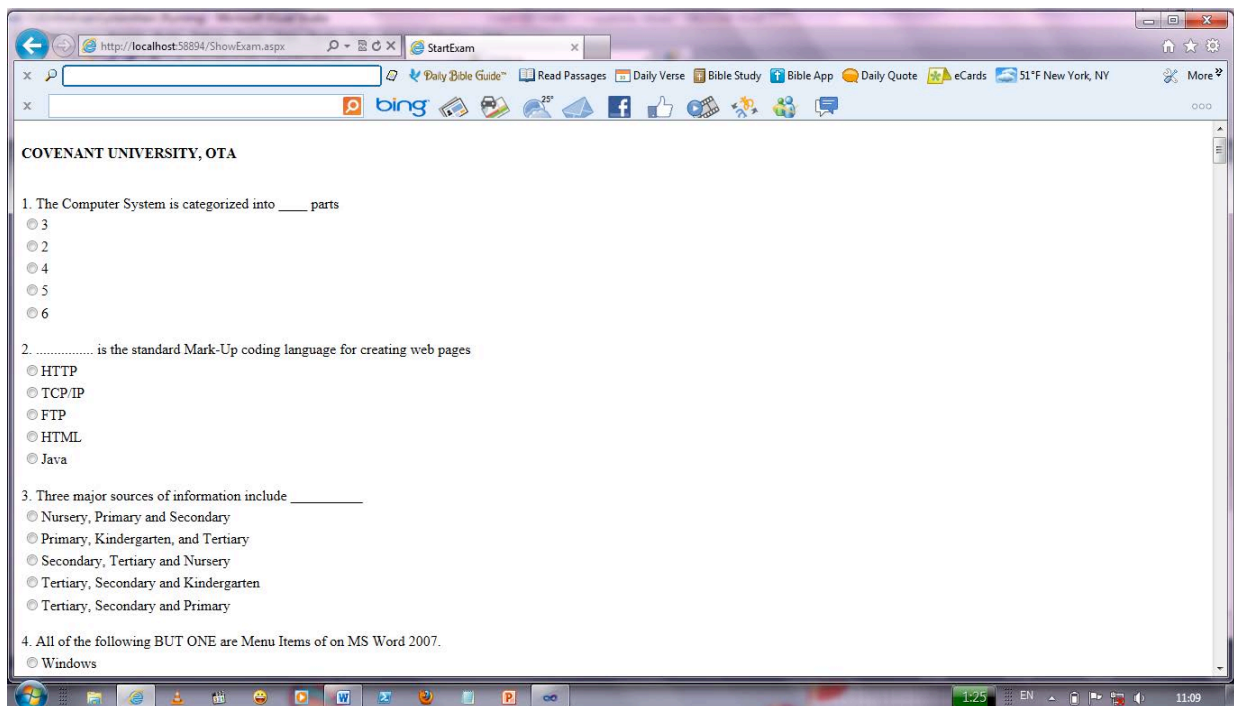 http://localhost:58894/ShowExam.aspx
StartExam
Daily Bible Guide™ Read Passages Daily Verse Bible Study Bible App Daily Quote eCards 51°F New York, NY More
bing 25°
COVENANT UNIVERSITY, OTA
1. The Computer System is categorized into ____ parts
3
2
4
5
6
2. ................ is the standard Mark-Up coding language for creating web pages
HTTP
TCP/IP
FTP
HTML
Java
3. Three major sources of information include __________
Nursery, Primary and Secondary
Primary, Kindergarten, and Tertiary
Secondary, Tertiary and Nursery
Tertiary, Secondary and Kindergarten
Tertiary, Secondary and Primary
4. All of the following BUT ONE are Menu Items of on MS Word 2007.
Windows
1:25 EN 11:09